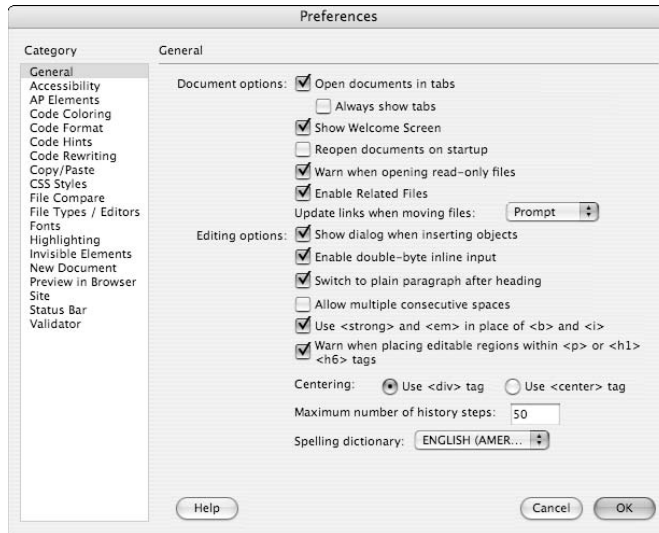 Preferences
Category
General
Accessibility
AP Elements
Code Coloring
Code Format
Code Hints
Code Rewriting
Copy/Paste
CSS Styles
File Compare
File Types / Editors
Fonts
Highlighting
Invisible Elements
New Document
Preview in Browser
Site
Status Bar
Validator
General
Document options: Open documents in tabs
Always show tabs
Show Welcome Screen
Reopen documents on startup
Warn when opening read-only files
Enable Related Files
Update links when moving files: Prompt
Editing options: Show dialog when inserting objects
Enable double-byte inline input
Switch to plain paragraph after heading
Allow multiple consecutive spaces
Use <strong> and <em> in place of <b> and <i>
Warn when placing editable regions within <p> or <h1>
<h6> tags
Centering: Use <div> tag Use <center> tag
Maximum number of history steps: 50
Spelling dictionary: ENGLISH (AMER...
Help Cancel OK